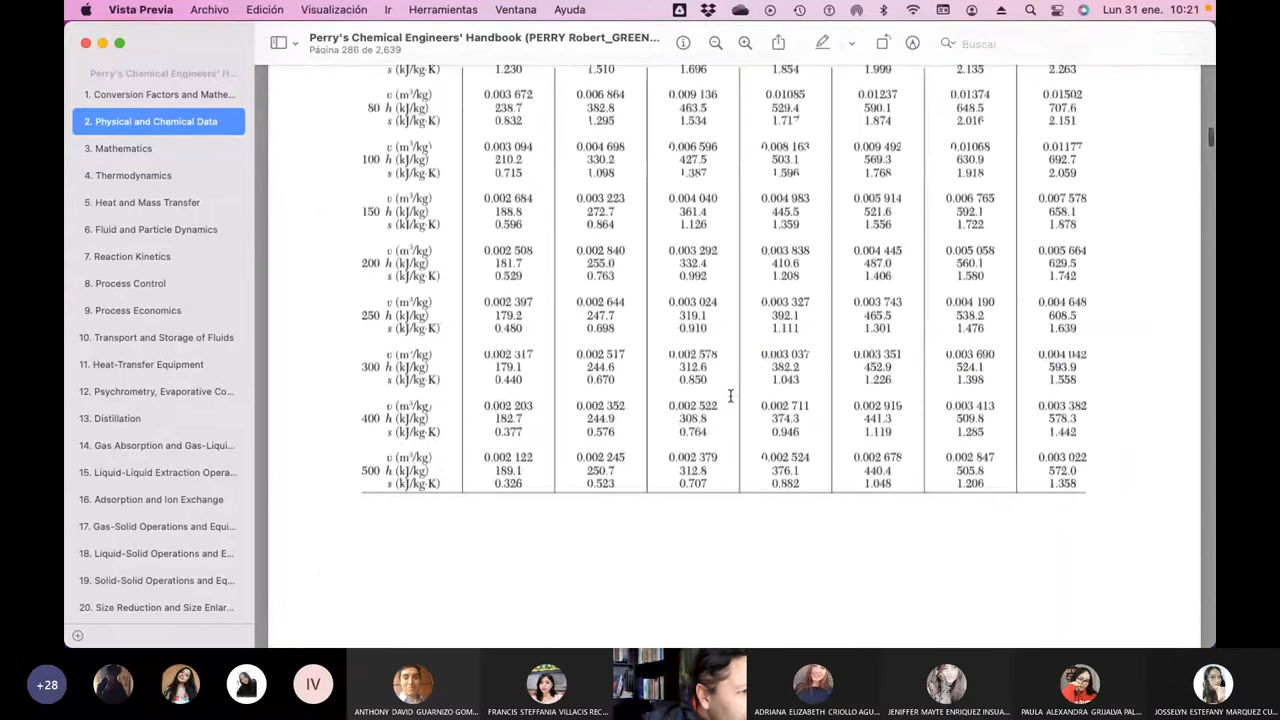 Vista Previa Archivo Edición Visualización Ir Herramientas Ventana Ayuda Lun 31 ene. 10:21
Perry's Chemical Engineers' Handbook (PERRY Robert_GREEN...
Página 286 de 2,639
Buscar
Perry's Chemical Engineers' H...
1. Conversion Factors and Mathe...
2. Physical and Chemical Data
3. Mathematics
4. Thermodynamics
5. Heat and Mass Transfer
6. Fluid and Particle Dynamics
7. Reaction Kinetics
8. Process Control
9. Process Economics
10. Transport and Storage of Fluids
11. Heat-Transfer Equipment
12. Psychrometry, Evaporative Co...
13. Distillation
14. Gas Absorption and Gas-Liqui...
15. Liquid-Liquid Extraction Opera...
16. Adsorption and Ion Exchange
17. Gas-Solid Operations and Equi...
18. Liquid-Solid Operations and E...
19. Solid-Solid Operations and Eq...
20. Size Reduction and Size Enlar...
s (kJ/kg·K) 1.230 1.510 1.696 1.854 1.999 2.135 2.263
v (m³/kg) 0.003 672 0.006 864 0.009 136 0.01085 0.01237 0.01374 0.01502
80 h (kJ/kg) 238.7 382.8 463.5 529.4 590.1 648.5 707.6
s (kJ/kg·K) 0.832 1.295 1.534 1.717 1.874 2.016 2.151
v (m³/kg) 0.003 094 0.004 698 0.006 596 0.008 163 0.009 492 0.01068 0.01177
100 h (kJ/kg) 210.2 330.2 427.5 503.1 569.3 630.9 692.7
s (kJ/kg·K) 0.715 1.098 1.387 1.596 1.768 1.918 2.059
v (m³/kg) 0.002 684 0.003 223 0.004 040 0.004 983 0.005 914 0.006 765 0.007 578
150 h (kJ/kg) 188.8 272.7 361.4 445.5 521.6 592.1 658.1
s (kJ/kg·K) 0.596 0.864 1.126 1.359 1.556 1.722 1.878
v (m³/kg) 0.002 508 0.002 840 0.003 292 0.003 838 0.004 445 0.005 058 0.005 664
200 h (kJ/kg) 181.7 255.0 332.4 410.6 487.0 560.1 629.5
s (kJ/kg·K) 0.529 0.763 0.992 1.208 1.406 1.580 1.742
v (m³/kg) 0.002 397 0.002 644 0.003 024 0.003 327 0.003 743 0.004 190 0.004 648
250 h (kJ/kg) 179.2 247.7 319.1 392.1 465.5 538.2 608.5
s (kJ/kg·K) 0.480 0.698 0.910 1.111 1.301 1.476 1.639
v (m³/kg) 0.002 317 0.002 517 0.002 578 0.003 037 0.003 351 0.003 690 0.004 042
300 h (kJ/kg) 179.1 244.6 312.6 382.2 452.9 524.1 593.9
s (kJ/kg·K) 0.440 0.670 0.850 1.043 1.226 1.398 1.558
v (m³/kg) 0.002 203 0.002 352 0.002 522 0.002 711 0.002 919 0.003 413 0.003 382
400 h (kJ/kg) 182.7 244.9 308.8 374.3 441.3 509.8 578.3
s (kJ/kg·K) 0.377 0.576 0.764 0.946 1.119 1.285 1.442
v (m³/kg) 0.002 122 0.002 245 0.002 379 0.002 524 0.002 678 0.002 847 0.003 022
500 h (kJ/kg) 189.1 250.7 312.8 376.1 440.4 505.8 572.0
s (kJ/kg·K) 0.326 0.523 0.707 0.882 1.048 1.206 1.358
+28
IV
ANTHONY DAVID GUARNIZO GOM...
FRANCIS STEFFANIA VILLACIS REC...
ADRIANA ELIZABETH CRIOLLO AGU...
JENIFFER MAYTE ENRIQUEZ INSUA...
PAULA ALEXANDRA GRIJALVA PAL...
JOSSELYN ESTEFANY MARQUEZ CU...